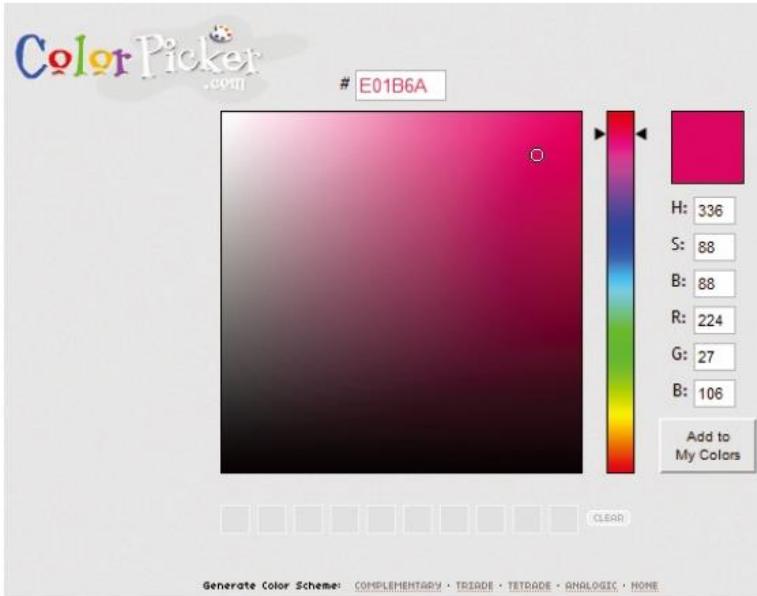 ColorPicker
.com
# E01B6A
H: 336
S: 88
B: 88
R: 224
G: 27
B: 106
Add to
My Colors
CLEAR
Generate Color Scheme: COMPLEMENTARY · TRIADE · TETRADE · ANALOGIC · NONE